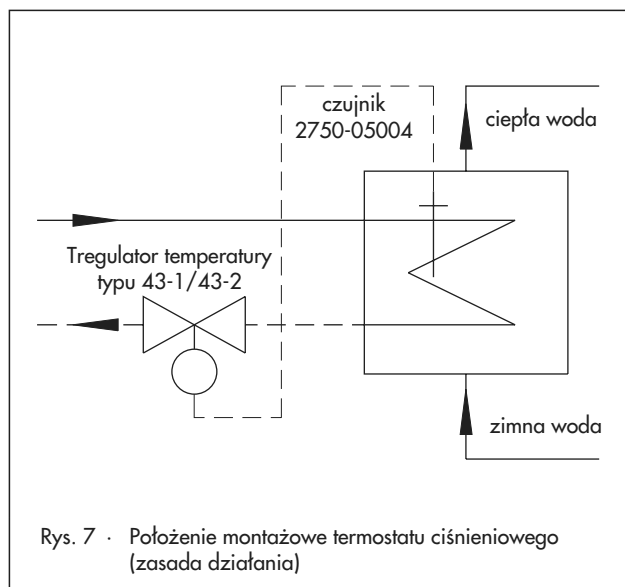 czujnik
2750-05004
ciepła woda
Tregulator temperatury
typu 43-1/43-2
zimna woda
Rys. 7 · Położenie montażowe termostatu ciśnieniowego
(zasada działania)